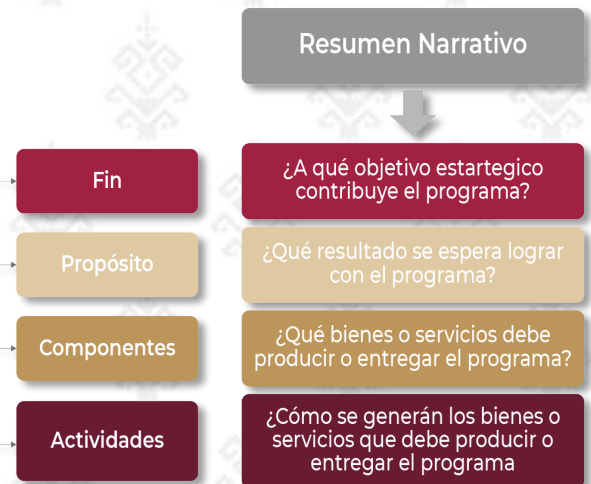 Resumen Narrativo
Fin
¿A qué objetivo estartegico
contribuye el programa?
Propósito
¿Qué resultado se espera lograr
con el programa?
Componentes
¿Qué bienes o servicios debe
producir o entregar el programa?
Actividades
¿Cómo se generán los bienes o
servicios que debe producir o
entregar el programa